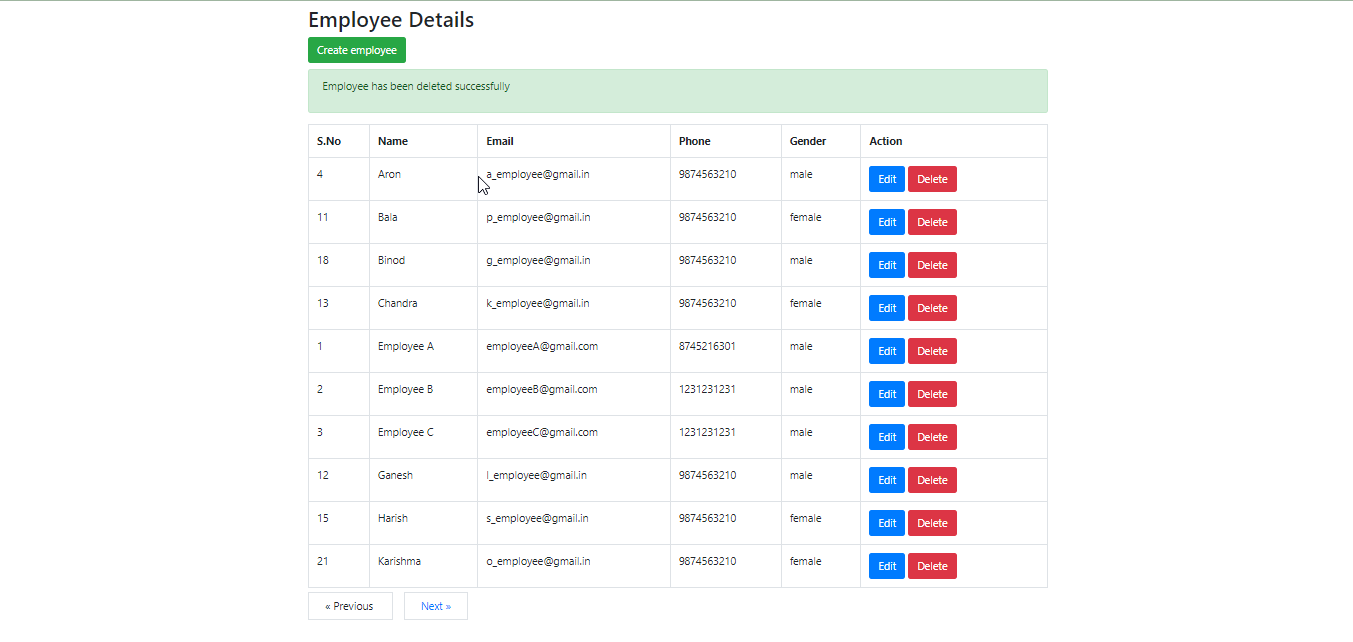 Employee Details
Create employee
Employee has been deleted successfully
S.No Name Email Phone Gender Action
4 Aron a_employee@gmail.in 9874563210 male Edit Delete
11 Bala p_employee@gmail.in 9874563210 female Edit Delete
18 Binod g_employee@gmail.in 9874563210 male Edit Delete
13 Chandra k_employee@gmail.in 9874563210 female Edit Delete
1 Employee A employeeA@gmail.com 8745216301 male Edit Delete
2 Employee B employeeB@gmail.com 1231231231 male Edit Delete
3 Employee C employeeC@gmail.com 1231231231 male Edit Delete
12 Ganesh l_employee@gmail.in 9874563210 male Edit Delete
15 Harish s_employee@gmail.in 9874563210 female Edit Delete
21 Karishma o_employee@gmail.in 9874563210 female Edit Delete
« Previous Next »